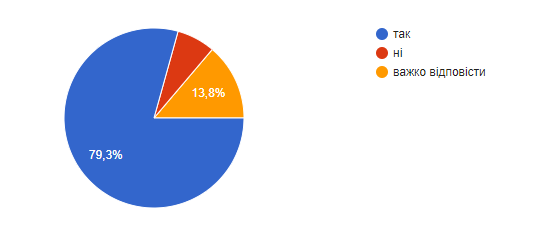 так
ні
важко відповісти
13,8%
79,3%